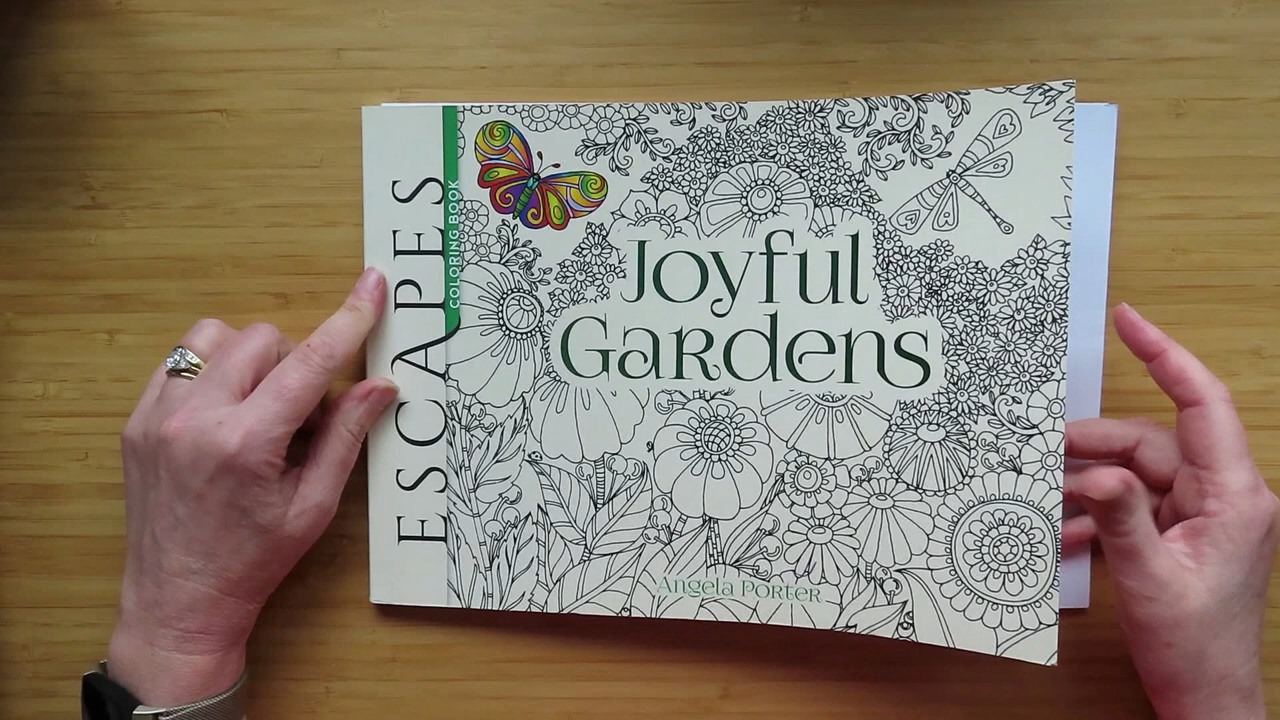 ESCAPES
COLORING BOOK
Joyful
Gardens
Angela Porter